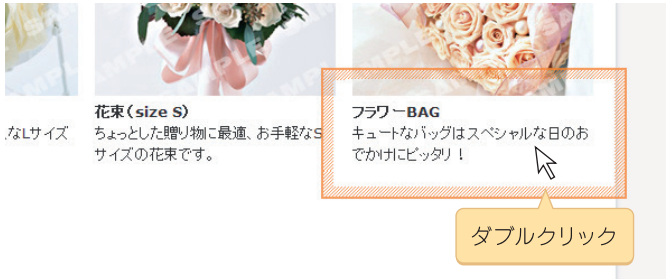 SAMPLE
SAMPLE
花束(size S)
フラワーBAG
なLサイズ
ちょっとした贈り物に最適、お手軽なS
サイズの花束です。
キュートなバッグはスペシャルな日のお
でかけにピッタリ！
ダブルクリック